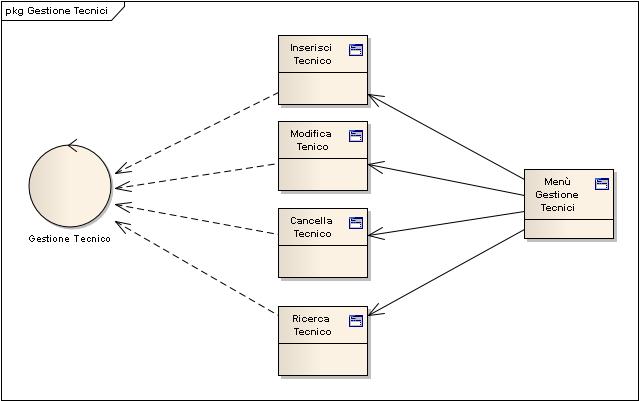 pkg Gestione Tecnici
Inserisci
Tecnico
Modifica
Tenico
Menù
Gestione
Tecnici
Gestione Tecnico
Cancella
Tecnico
Ricerca
Tecnico